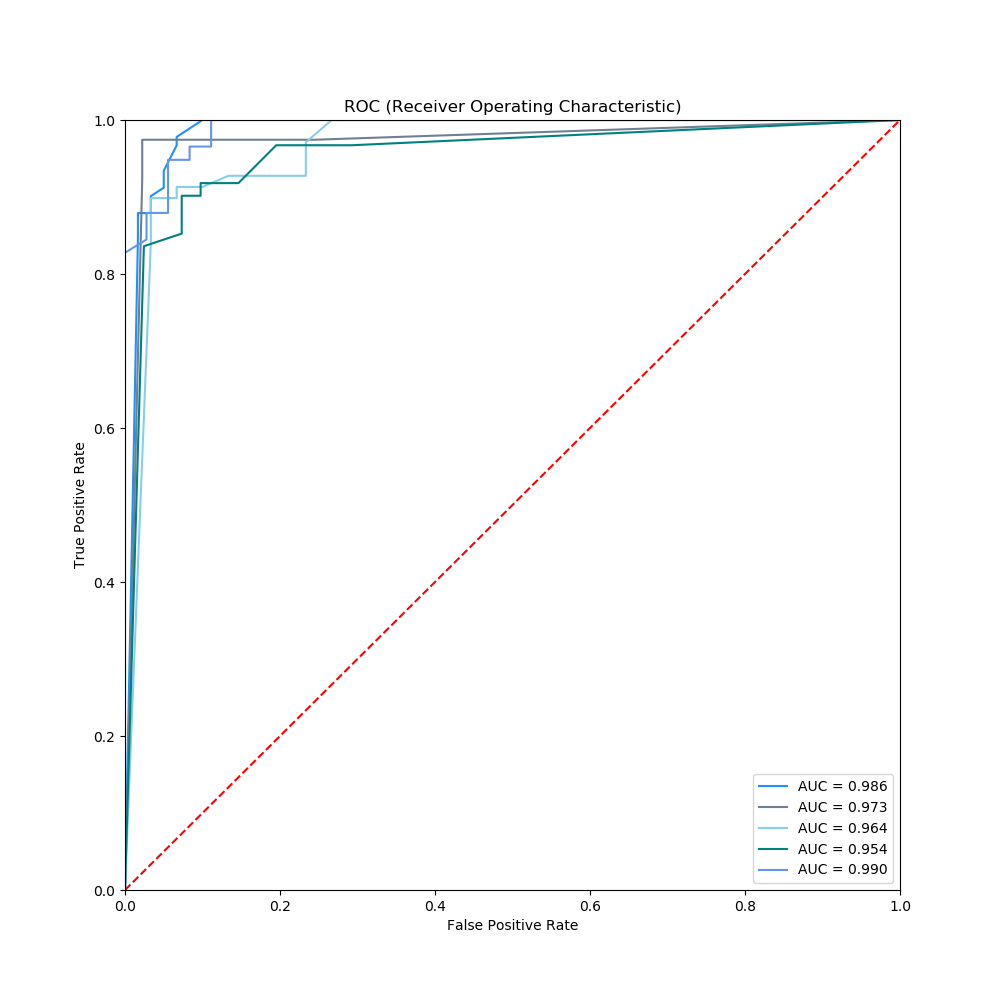 ROC (Receiver Operating Characteristic)
1.0
0.8
0.6
0.4
0.2
0.0
True Positive Rate
AUC = 0.986
AUC = 0.973
AUC = 0.964
AUC = 0.954
AUC = 0.990
0.0 0.2 0.4 0.6 0.8 1.0
False Positive Rate